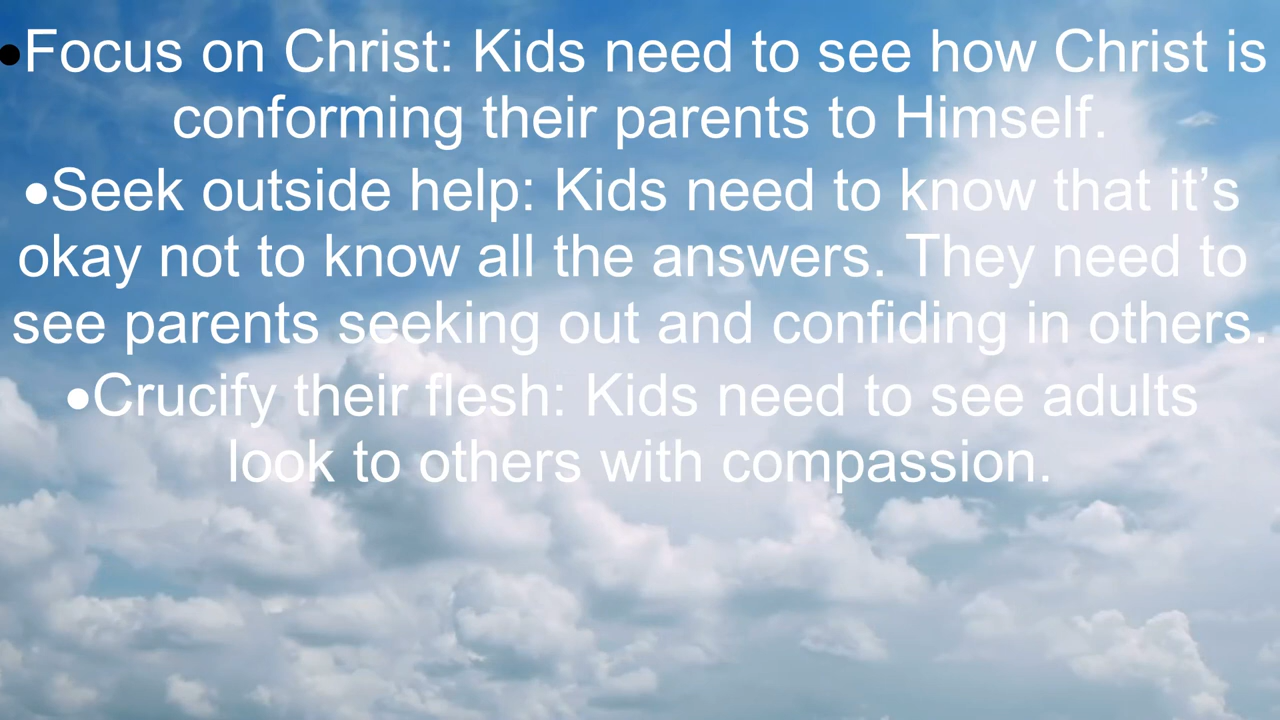 •Focus on Christ: Kids need to see how Christ is
conforming their parents to Himself.
•Seek outside help: Kids need to know that it’s
okay not to know all the answers. They need to
see parents seeking out and confiding in others.
•Crucify their flesh: Kids need to see adults
look to others with compassion.